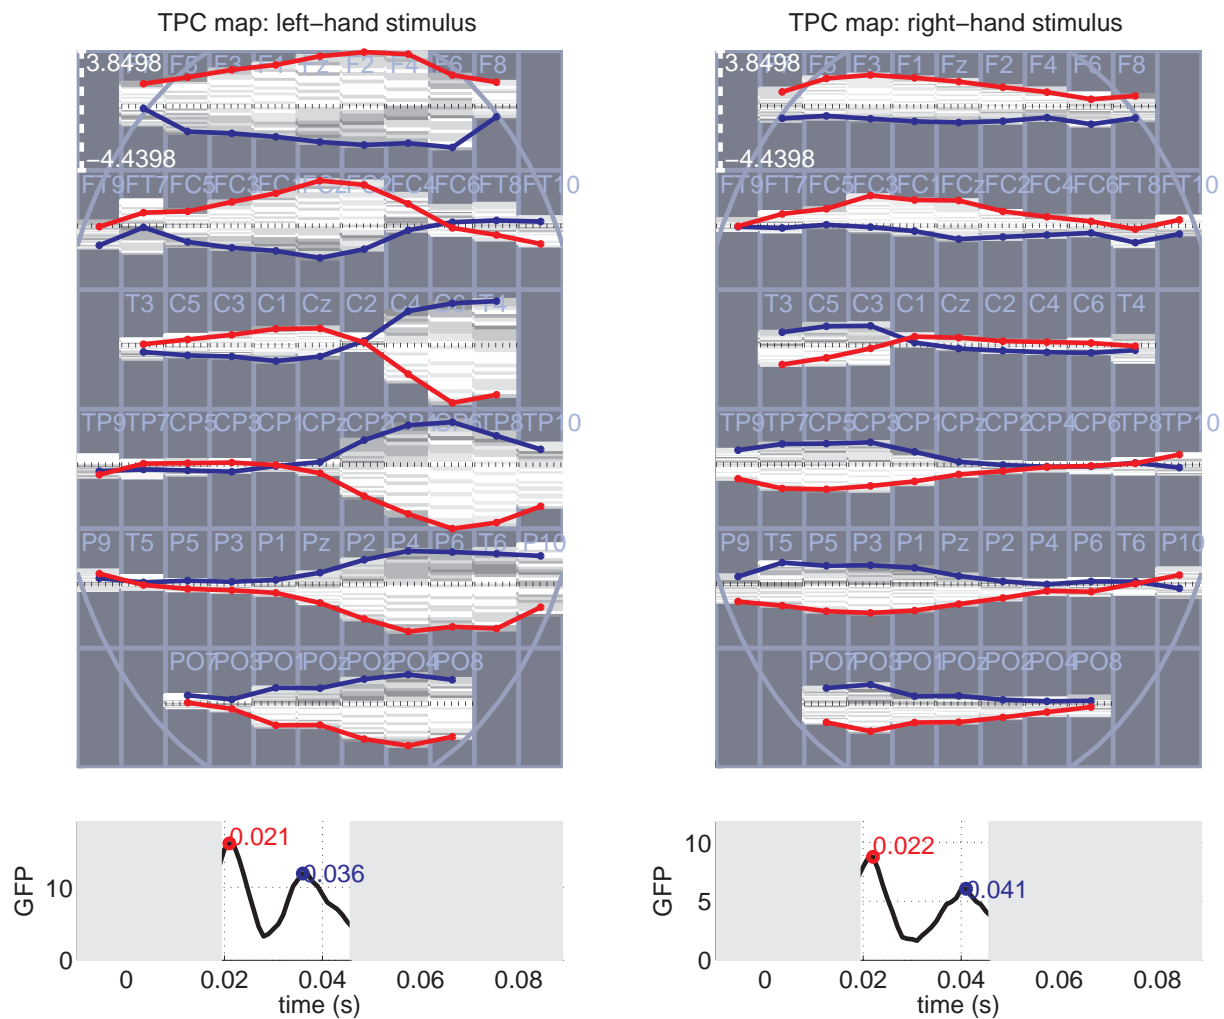 TPC map: left−hand stimulus
3.8498
F5 F3 F1 Fz F2 F4 F6 F8
−4.4398
FT9 FT7 FC5 FC3 FC1 FCz FC2 FC4 FC6 FT8 FT10
T3 C5 C3 C1 Cz C2 C4 C6 T4
TP9 TP7 CP5 CP3 CP1 CPz CP2 CP4 CP6 TP8 TP10
P9 T5 P5 P3 P1 Pz P2 P4 P6 T6 P10
PO7 PO3 PO1 POz PO2 PO4 PO8
0.021
0.036
10
0
GFP
0 0.02 0.04 0.06 0.08
time (s)
TPC map: right−hand stimulus
3.8498
F5 F3 F1 Fz F2 F4 F6 F8
−4.4398
FT9 FT7 FC5 FC3 FC1 FCz FC2 FC4 FC6 FT8 FT10
T3 C5 C3 C1 Cz C2 C4 C6 T4
TP9 TP7 CP5 CP3 CP1 CPz CP2 CP4 CP6 TP8 TP10
P9 T5 P5 P3 P1 Pz P2 P4 P6 T6 P10
PO7 PO3 PO1 POz PO2 PO4 PO8
0.022
0.041
10
5
0
GFP
0 0.02 0.04 0.06 0.08
time (s)